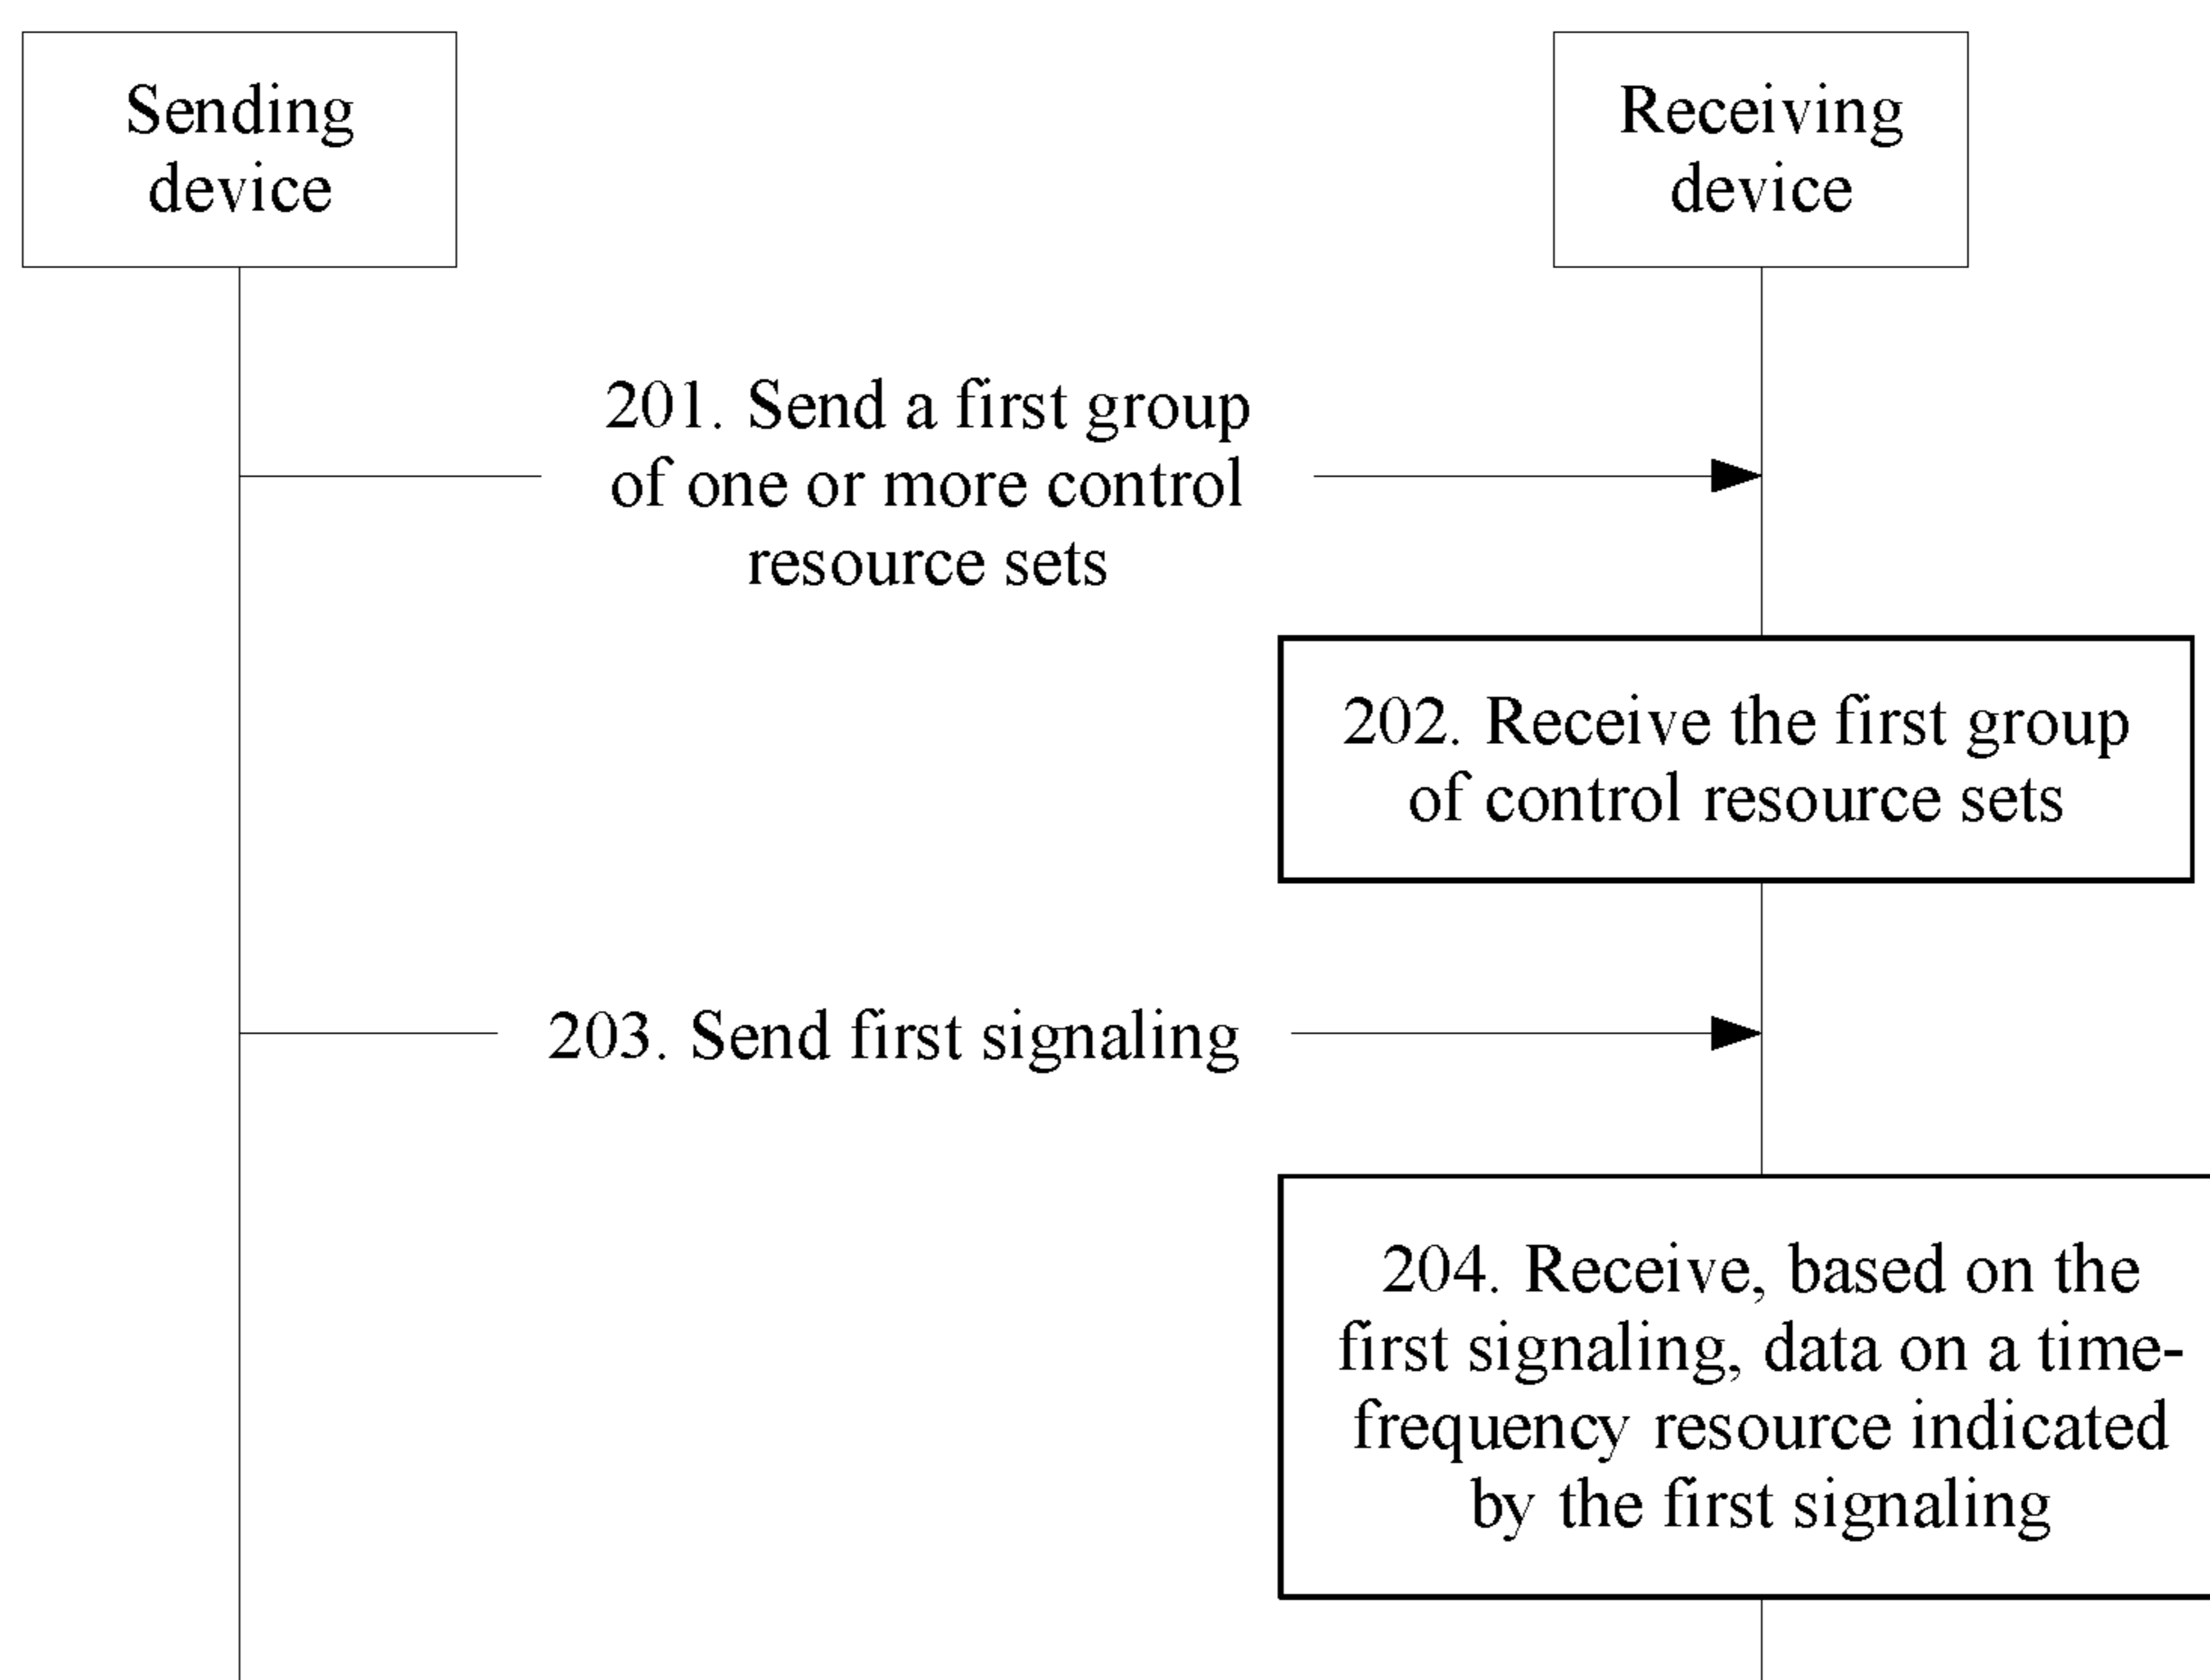 Sending
device
Receiving
device
201. Send a first group
of one or more control
resource sets
202. Receive the first group
of control resource sets
203. Send first signaling
204. Receive, based on the
first signaling, data on a time-
frequency resource indicated
by the first signaling